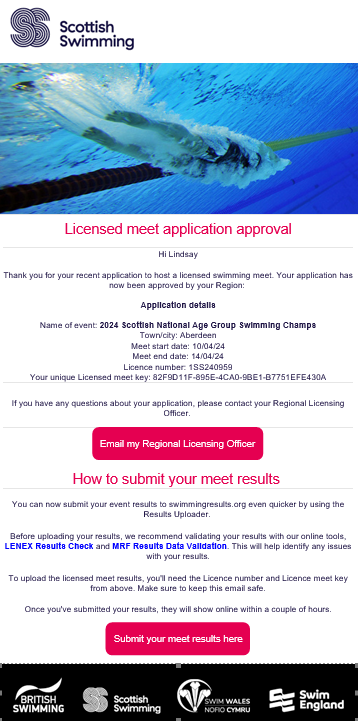 Scottish
Swimming
Licensed meet application approval
Hi Lindsay
Thank you for your recent application to host a licensed swimming meet. Your application has
now been approved by your Region:
Application details
Name of event: 2024 Scottish National Age Group Swimming Champs
Town/city: Aberdeen
Meet start date: 10/04/24
Meet end date: 14/04/24
Licence number: 1SS240959
Your unique Licensed meet key: 82F9D11F-895E-4CA0-9BE1-B7751EFE430A
If you have any questions about your application, please contact your Regional Licensing
Officer.
Email my Regional Licensing Officer
How to submit your meet results
You can now submit your event results to swimmingresults.org even quicker by using the
Results Uploader.
Before uploading your results, we recommend validating your results with our online tools,
LENEX Results Check and MRF Results Data Validation. This will help identify any issues
with your results.
To upload the licensed meet results, you'll need the Licence number and Licence meet key
from above. Make sure to keep this email safe.
Once you've submitted your results, they will show online within a couple of hours.
Submit your meet results here
BRITISH
SWIMMING
Scottish
Swimming
SWIM WALES
NOFIO CYMRU
Swim
England